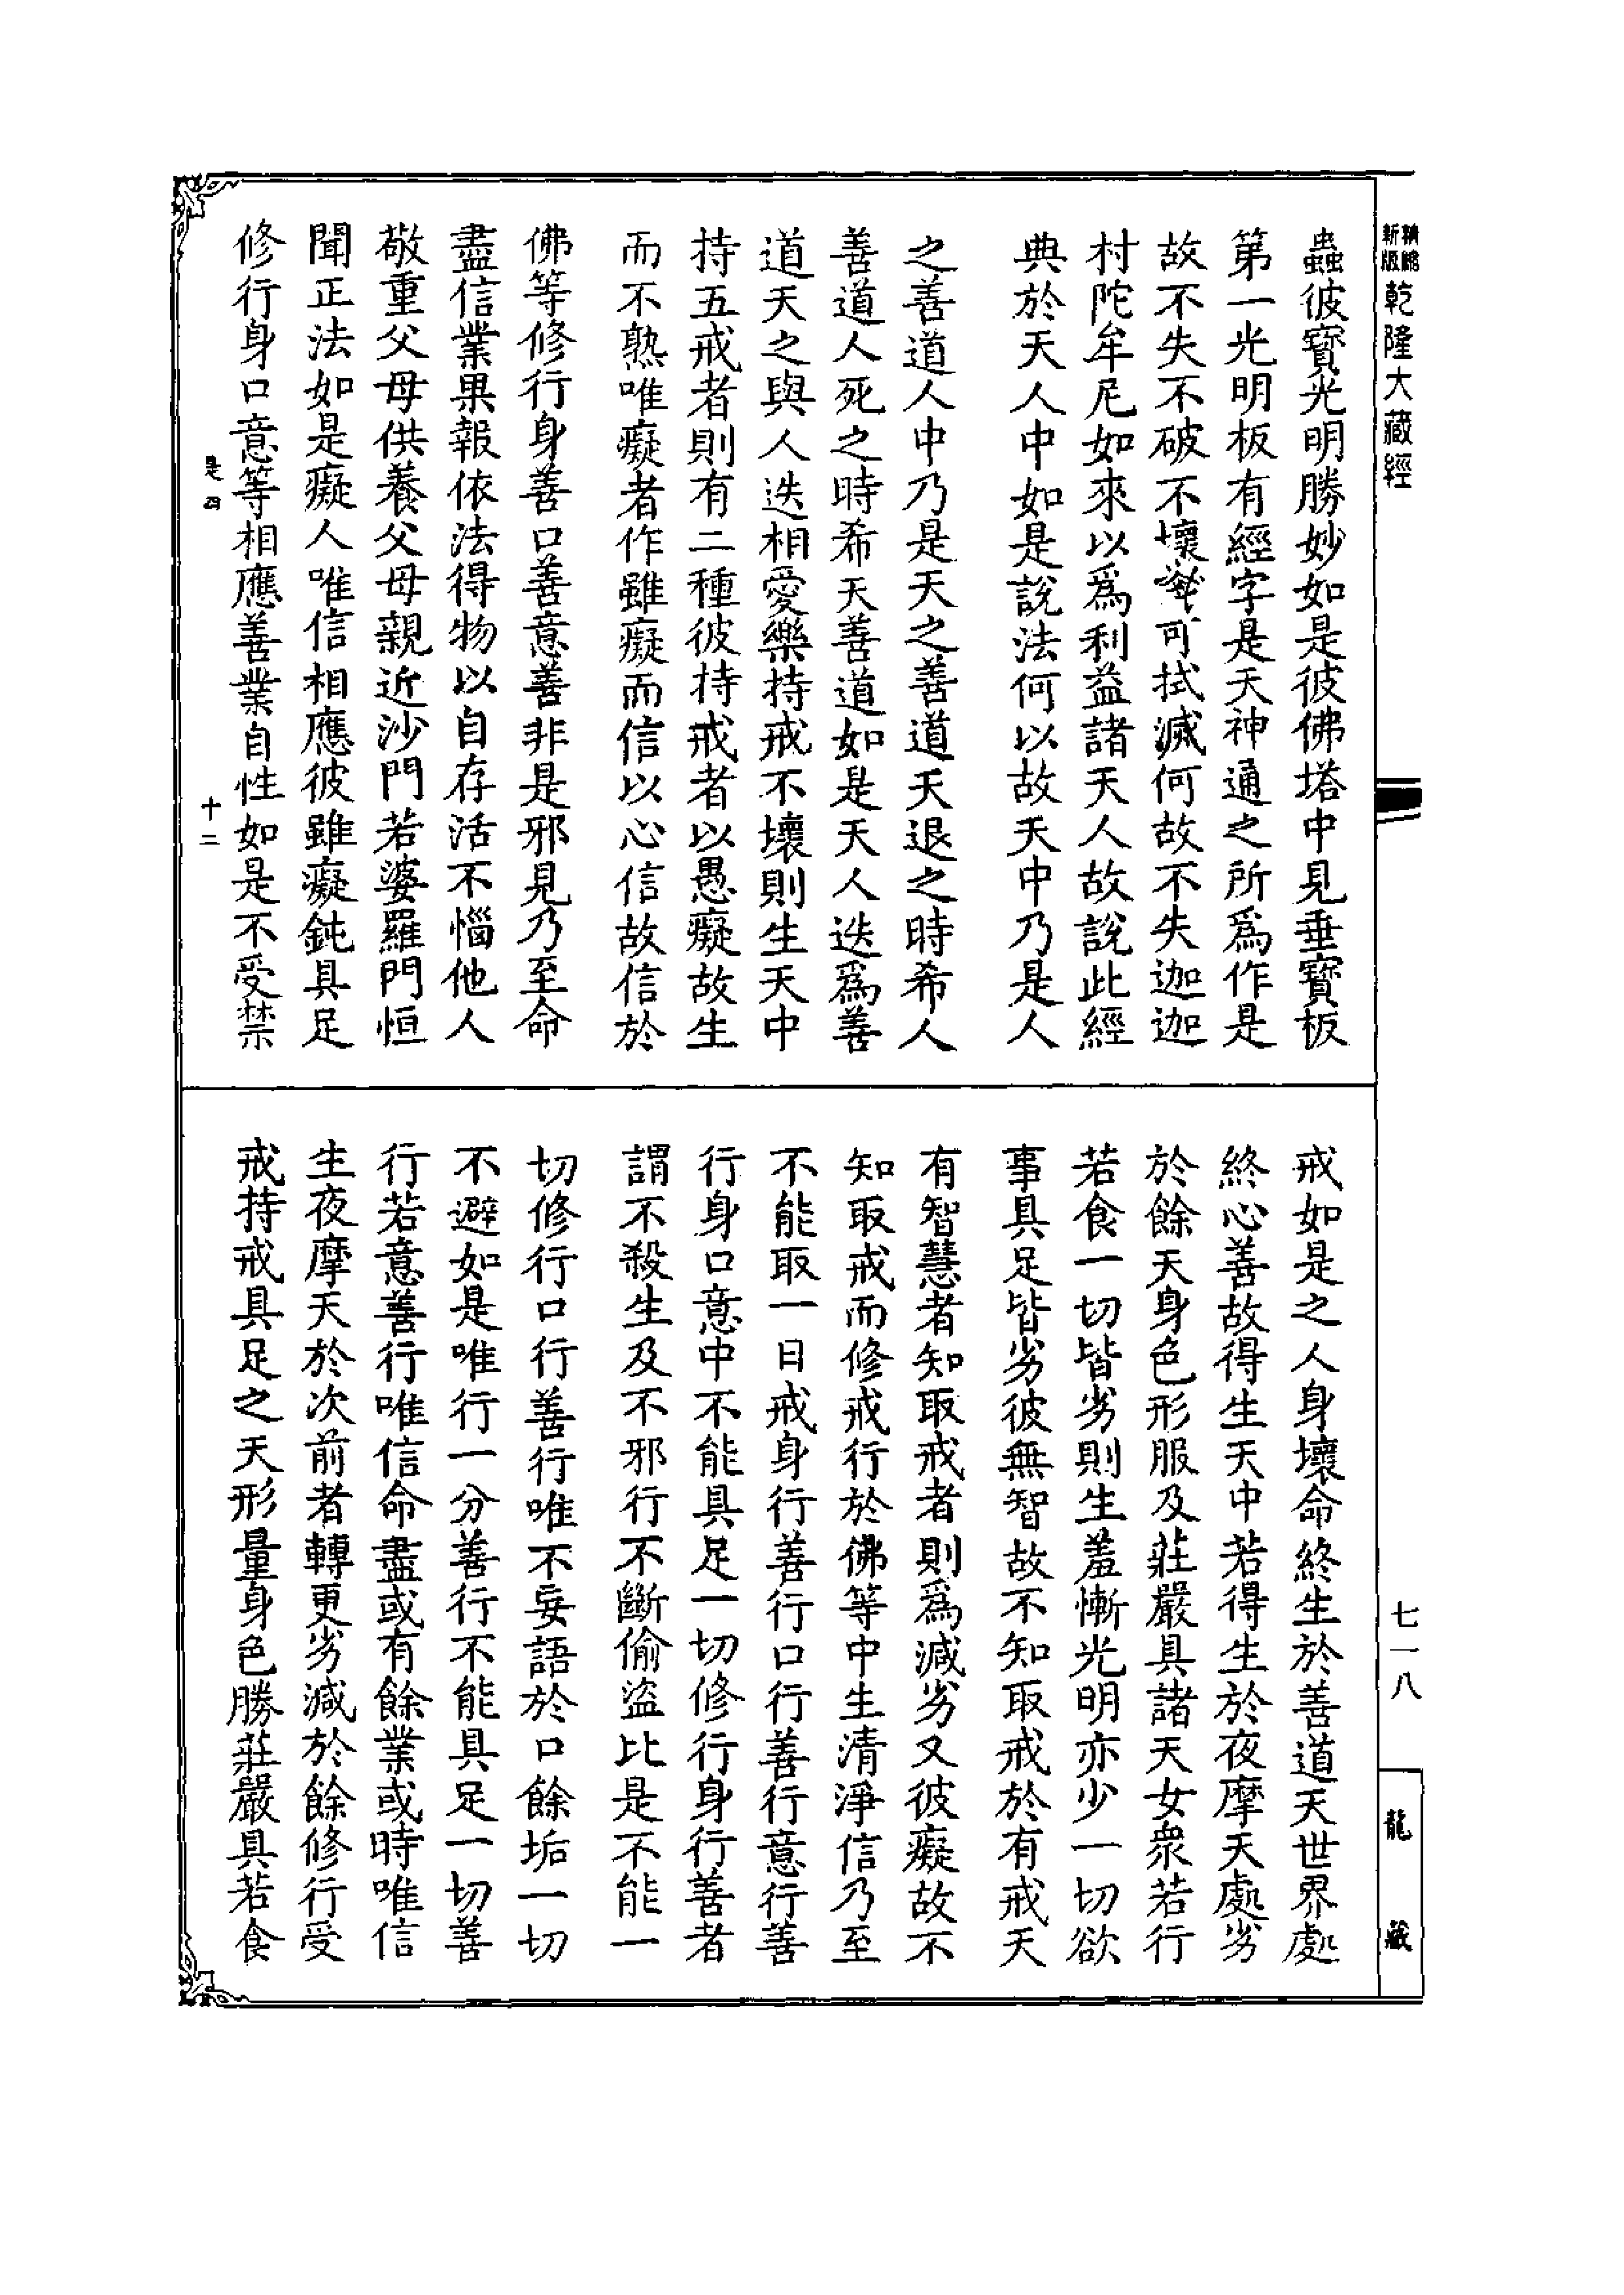 新版
精縮
乾隆大藏經
蟲彼寶光明勝妙如是彼佛塔中見垂寶板
第一光明板有經字是天神通之所爲作是
故不失不破不壞可拭滅何故不失迦迦
村陀牟尼如來以爲利益諸天人故說此經
典於天人中如是說法何以故天中乃是人
之善道人中乃是天之善道天退之時希人
善道人死之時希天善道如是天人迭爲善
道天之與人迭相愛樂持戒不壞則生天中
持五戒者則有二種彼持戒者以愚癡故生
而不熟唯癡者作雖癡而信以心信故信於
佛等修行身善口善意善非是邪見乃至命
盡信業果報依法得物以自存活不惱他人
敬重父母供養父母親近沙門若婆羅門恒
聞正法如是癡人唯信相應彼雖癡鈍具足
修行身口意等相應善業自性如是不受禁
是四
十二
戒如是之人身壞命終生於善道天世界處
終心善故得生天中若得生於夜摩天處劣
於餘天身色形服及莊嚴具諸天女衆若行
若食一切皆劣則生羞慚光明亦少一切欲
事具足皆劣彼無智故不知取戒於有戒天
有智慧者知取戒者則爲減劣又彼癡故不
知取戒而修戒行於佛等中生清淨信乃至
不能取一日戒身行善行口行善行意行善
行身口意中不能具足一切修行身行善者
謂不殺生及不邪行不斷偷盜比是不能一
切修行口行善行唯不妄語於口餘垢一切
不避如是唯行一分善行不能具足一切善
行若意善行唯信命盡或有餘業或時唯信
生夜摩天於次前者轉更劣減於餘修行受
戒持戒具足之天形量身色勝莊嚴具若食
七一八
龍藏